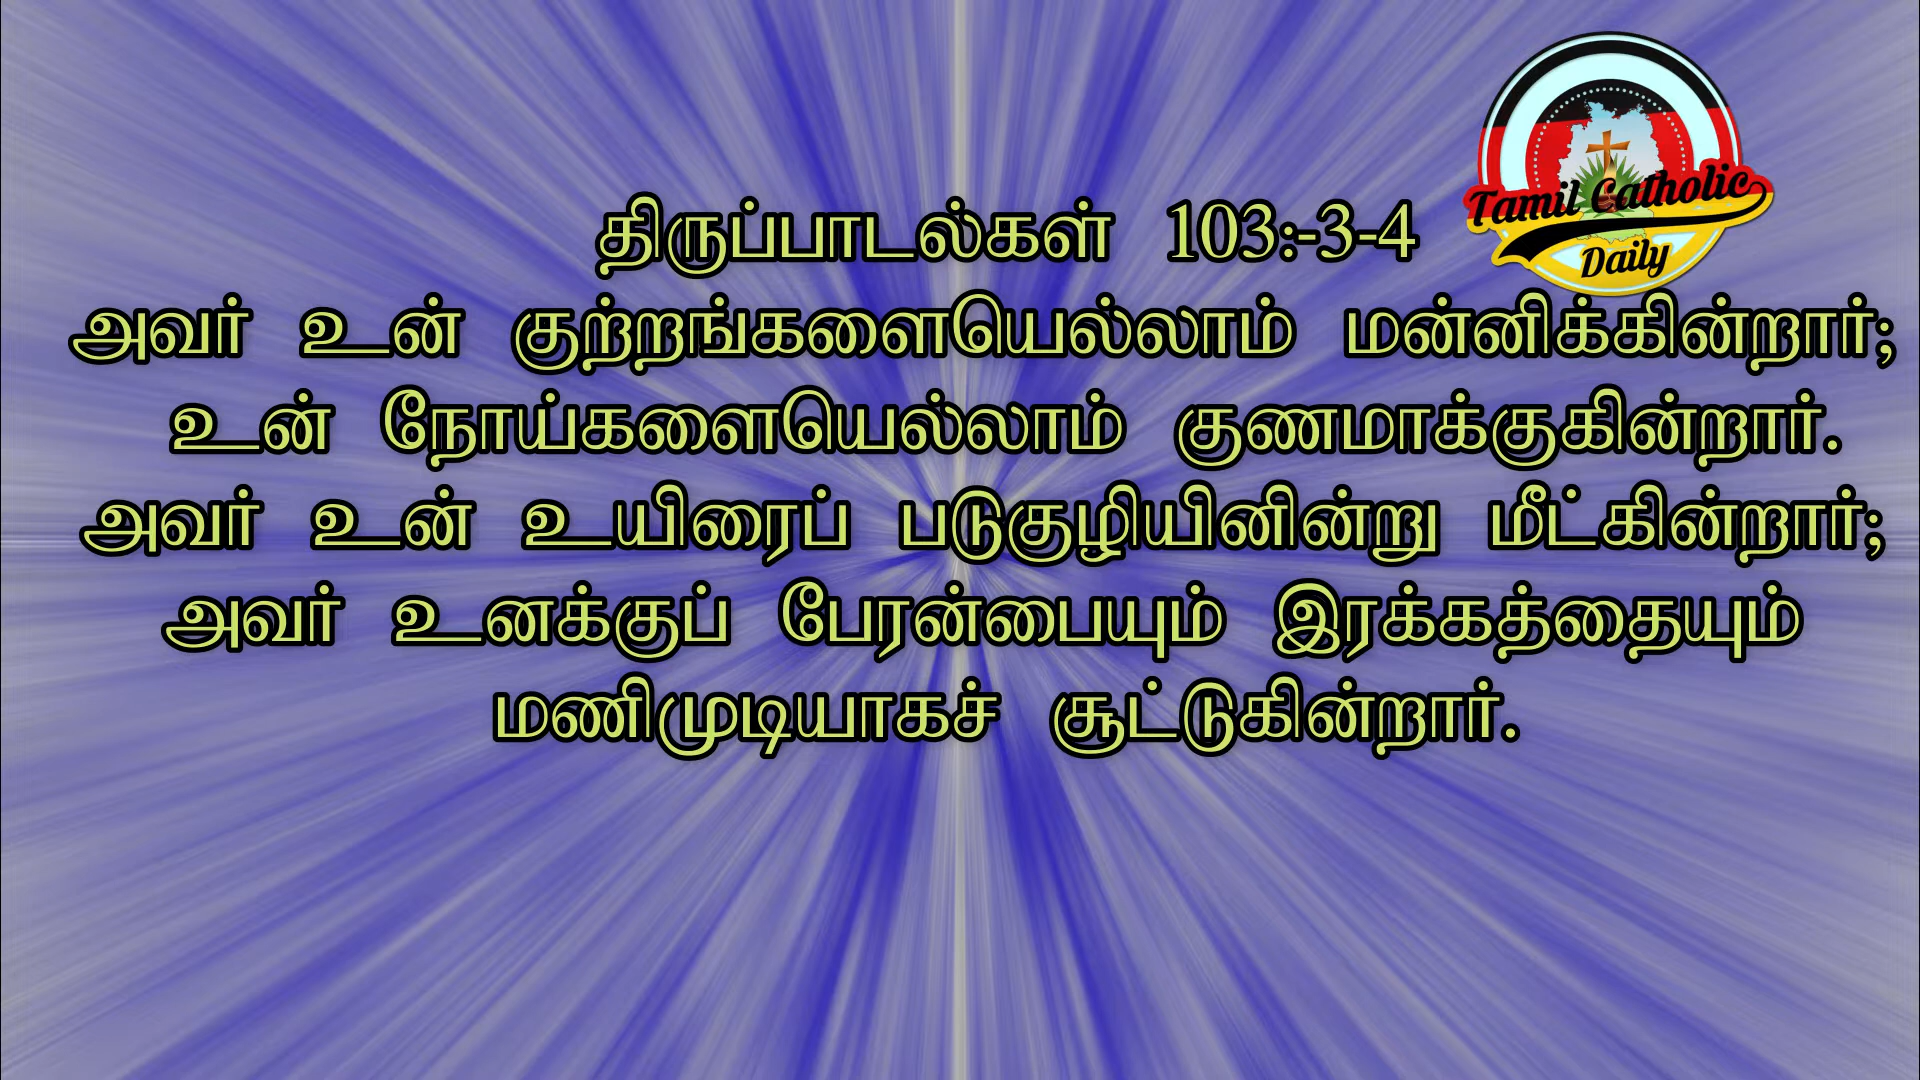 திருப்பாடல்கள் 103:-3-4
அவர் உன் குற்றங்களையெல்லாம் மன்னிக்கின்றார்;
உன் நோய்களையெல்லாம் குணமாக்குகின்றார்.
அவர் உன் உயிரைப் படுகுழியினின்று மீட்கின்றார்;
அவர் உனக்குப் பேரன்பையும் இரக்கத்தையும்
மணிமுடியாகச் சூட்டுகின்றார்.
Tamil Catholic
Daily